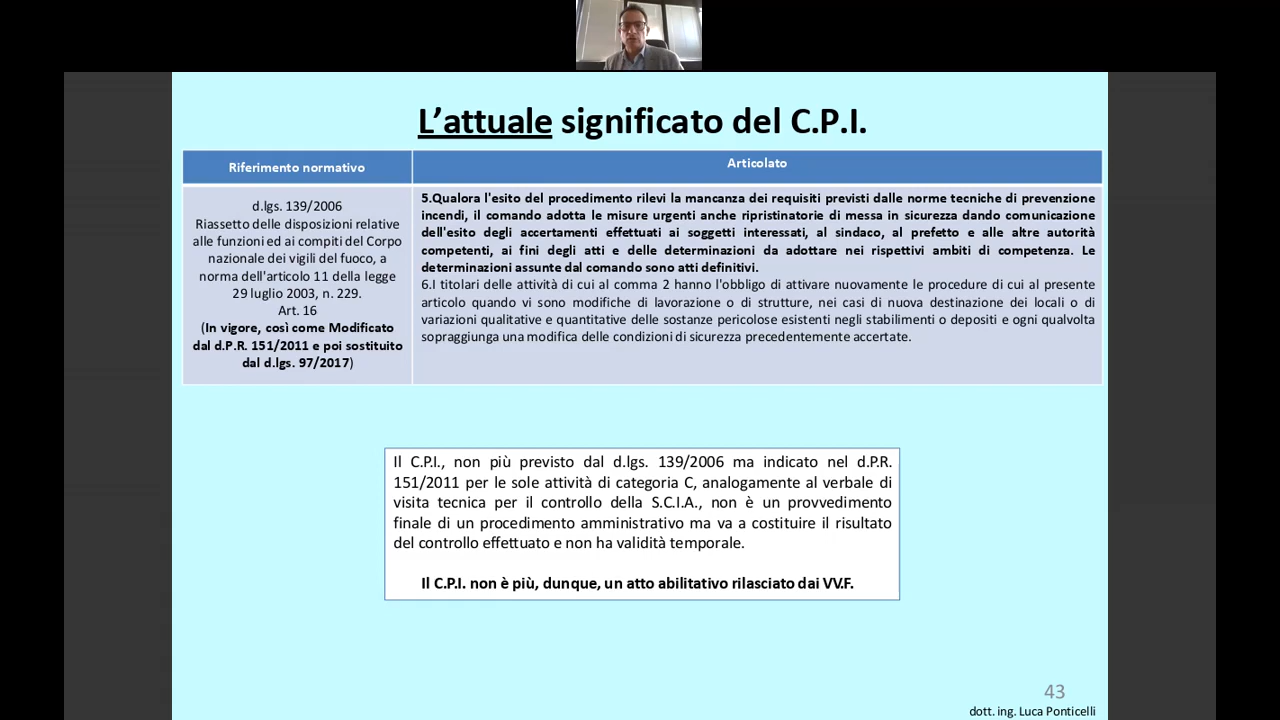 L'attuale significato del C.P.I.
Riferimento normativo
Articolato
d.lgs. 139/2006
Riassetto delle disposizioni relative
alle funzioni ed ai compiti del Corpo
nazionale dei vigili del fuoco, a
norma dell'articolo 11 della legge
29 luglio 2003, n. 229.
Art. 16
(In vigore, così come Modificato
dal d.P.R. 151/2011 e poi sostituito
dal d.lgs. 97/2017)
5.Qualora l'esito del procedimento rilevi la mancanza dei requisiti previsti dalle norme tecniche di prevenzione
incendi, il comando adotta le misure urgenti anche ripristinatorie di messa in sicurezza dando comunicazione
dell'esito degli accertamenti effettuati ai soggetti interessati, al sindaco, al prefetto e alle altre autorità
competenti, ai fini degli atti e delle determinazioni da adottare nei rispettivi ambiti di competenza. Le
determinazioni assunte dal comando sono atti definitivi.
6.I titolari delle attività di cui al comma 2 hanno l'obbligo di attivare nuovamente le procedure di cui al presente
articolo quando vi sono modifiche di lavorazione o di strutture, nei casi di nuova destinazione dei locali o di
variazioni qualitative e quantitative delle sostanze pericolose esistenti negli stabilimenti o depositi e ogni qualvolta
sopraggiunga una modifica delle condizioni di sicurezza precedentemente accertate.
Il C.P.I., non più previsto dal d.lgs. 139/2006 ma indicato nel d.P.R.
151/2011 per le sole attività di categoria C, analogamente al verbale di
visita tecnica per il controllo della S.C.I.A., non è un provvedimento
finale di un procedimento amministrativo ma va a costituire il risultato
del controllo effettuato e non ha validità temporale.
Il C.P.I. non è più, dunque, un atto abilitativo rilasciato dai VV.F.
43
dott. ing. Luca Ponticelli